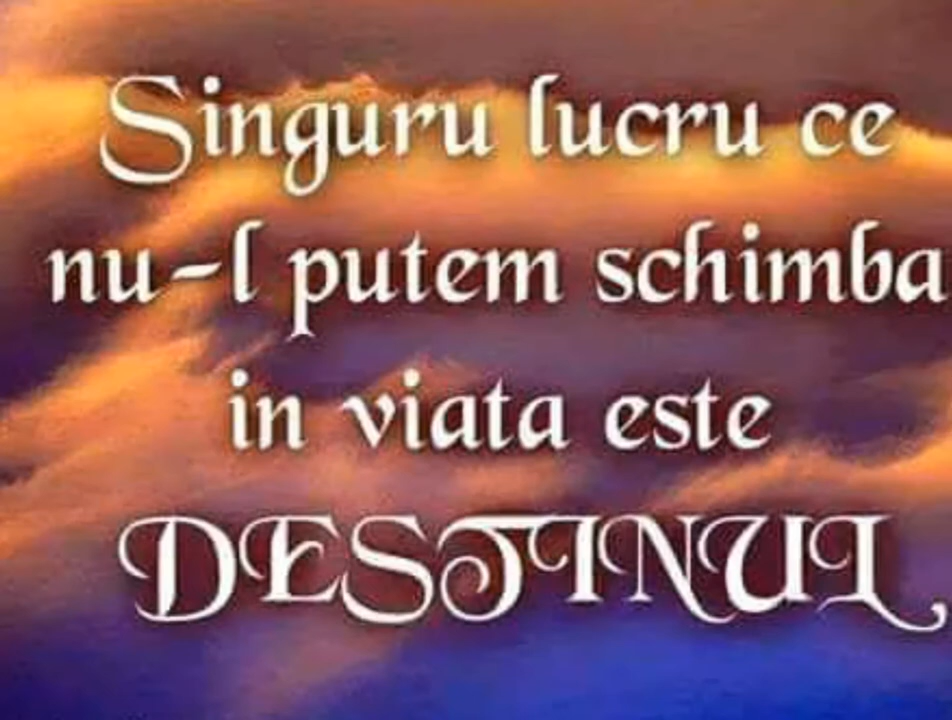 Singuru lucru ce
nu-l putem schimba
in viata este
DESTINUL